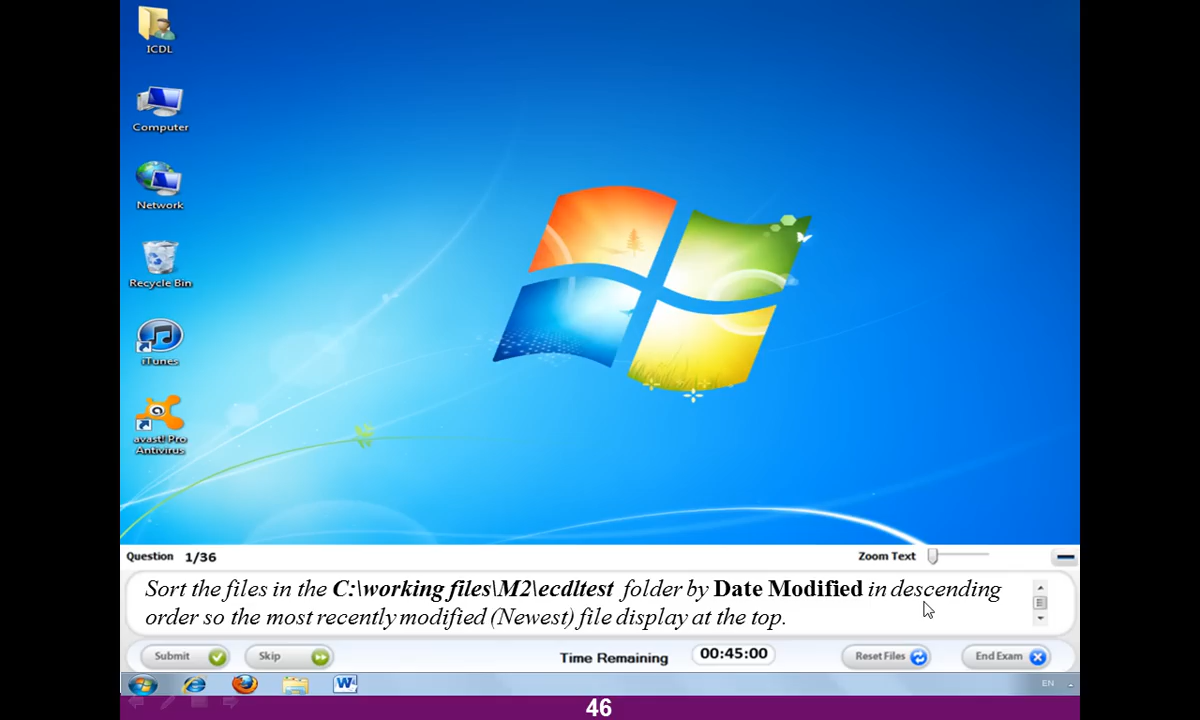 ICDL
Computer
Network
Recycle Bin
iTunes
avast! Pro
Antivirus
Question 1/36
Zoom Text
Sort the files in the C:\working files\M2\ecdltest folder by Date Modified in descending
order so the most recently modified (Newest) file display at the top.
Submit
Skip
Time Remaining
00:45:00
Reset Files
End Exam
W
EN
46